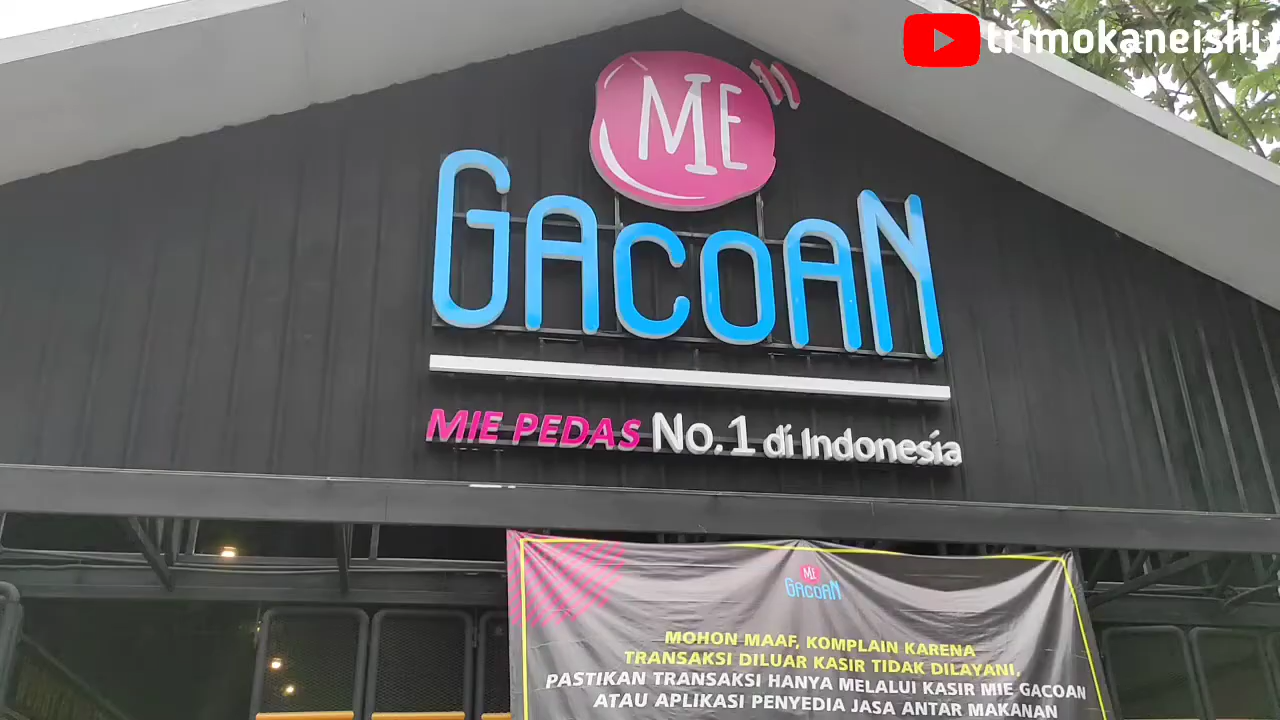 trimokaneishi
ME
GACOAN
MIE PEDAS No.1 di Indonesia
ME
GACOAN
MOHON MAAF, KOMPLAIN KARENA
TRANSAKSI DILUAR KASIR TIDAK DILAYANI,
PASTIKAN TRANSAKSI HANYA MELALUI KASIR MIE GACOAN
ATAU APLIKASI PENYEDIA JASA ANTAR MAKANAN